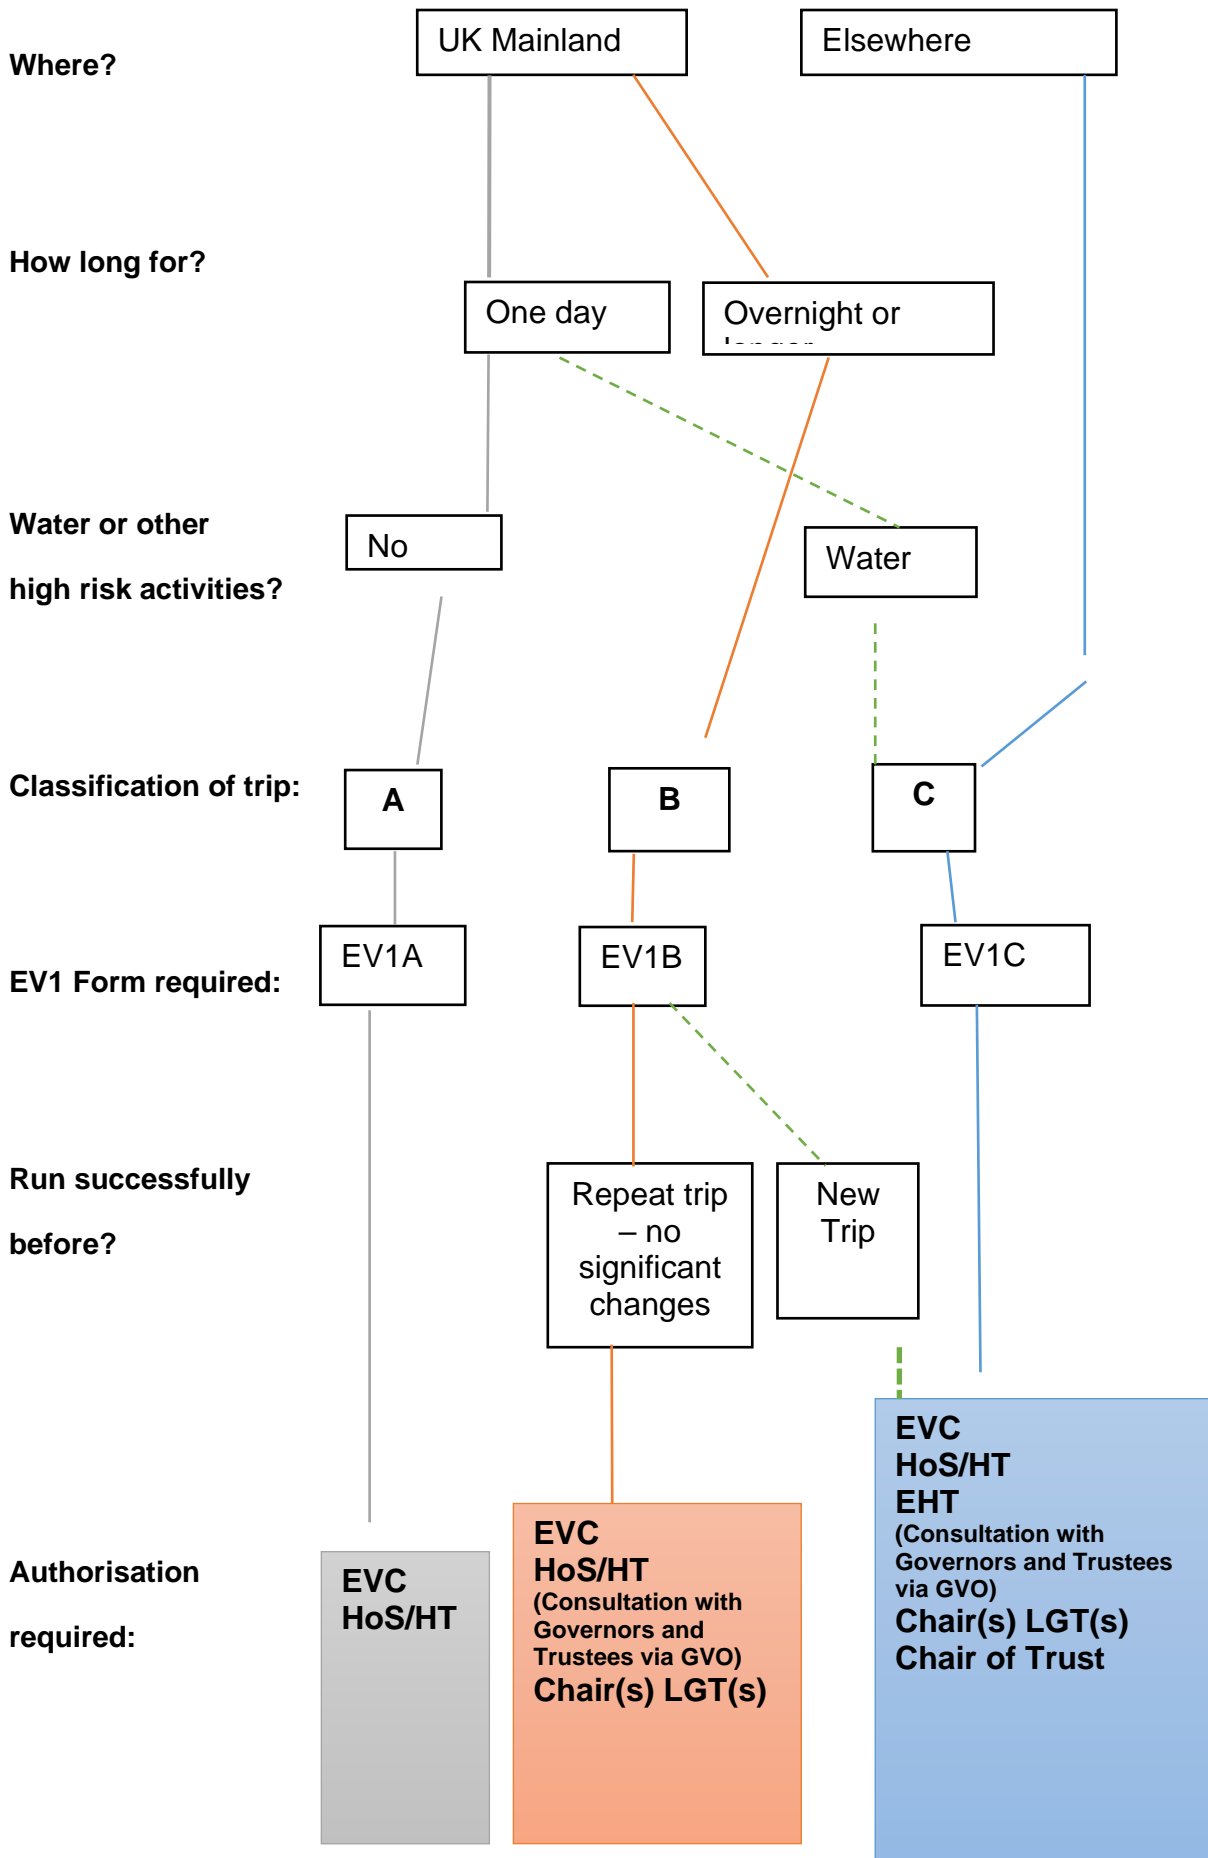 Where?
UK Mainland
Elsewhere
How long for?
One day
Overnight or
Water or other
high risk activities?
No
Water
Classification of trip:
A
B
C
EV1 Form required:
EV1A
EV1B
EV1C
Run successfully
before?
Repeat trip
– no
significant
changes
New
Trip
Authorisation
required:
EVC
HoS/HT
EVC
HoS/HT
(Consultation with
Governors and
Trustees via GVO)
Chair(s) LGT(s)
EVC
HoS/HT
EHT
(Consultation with
Governors and Trustees
via GVO)
Chair(s) LGT(s)
Chair of Trust